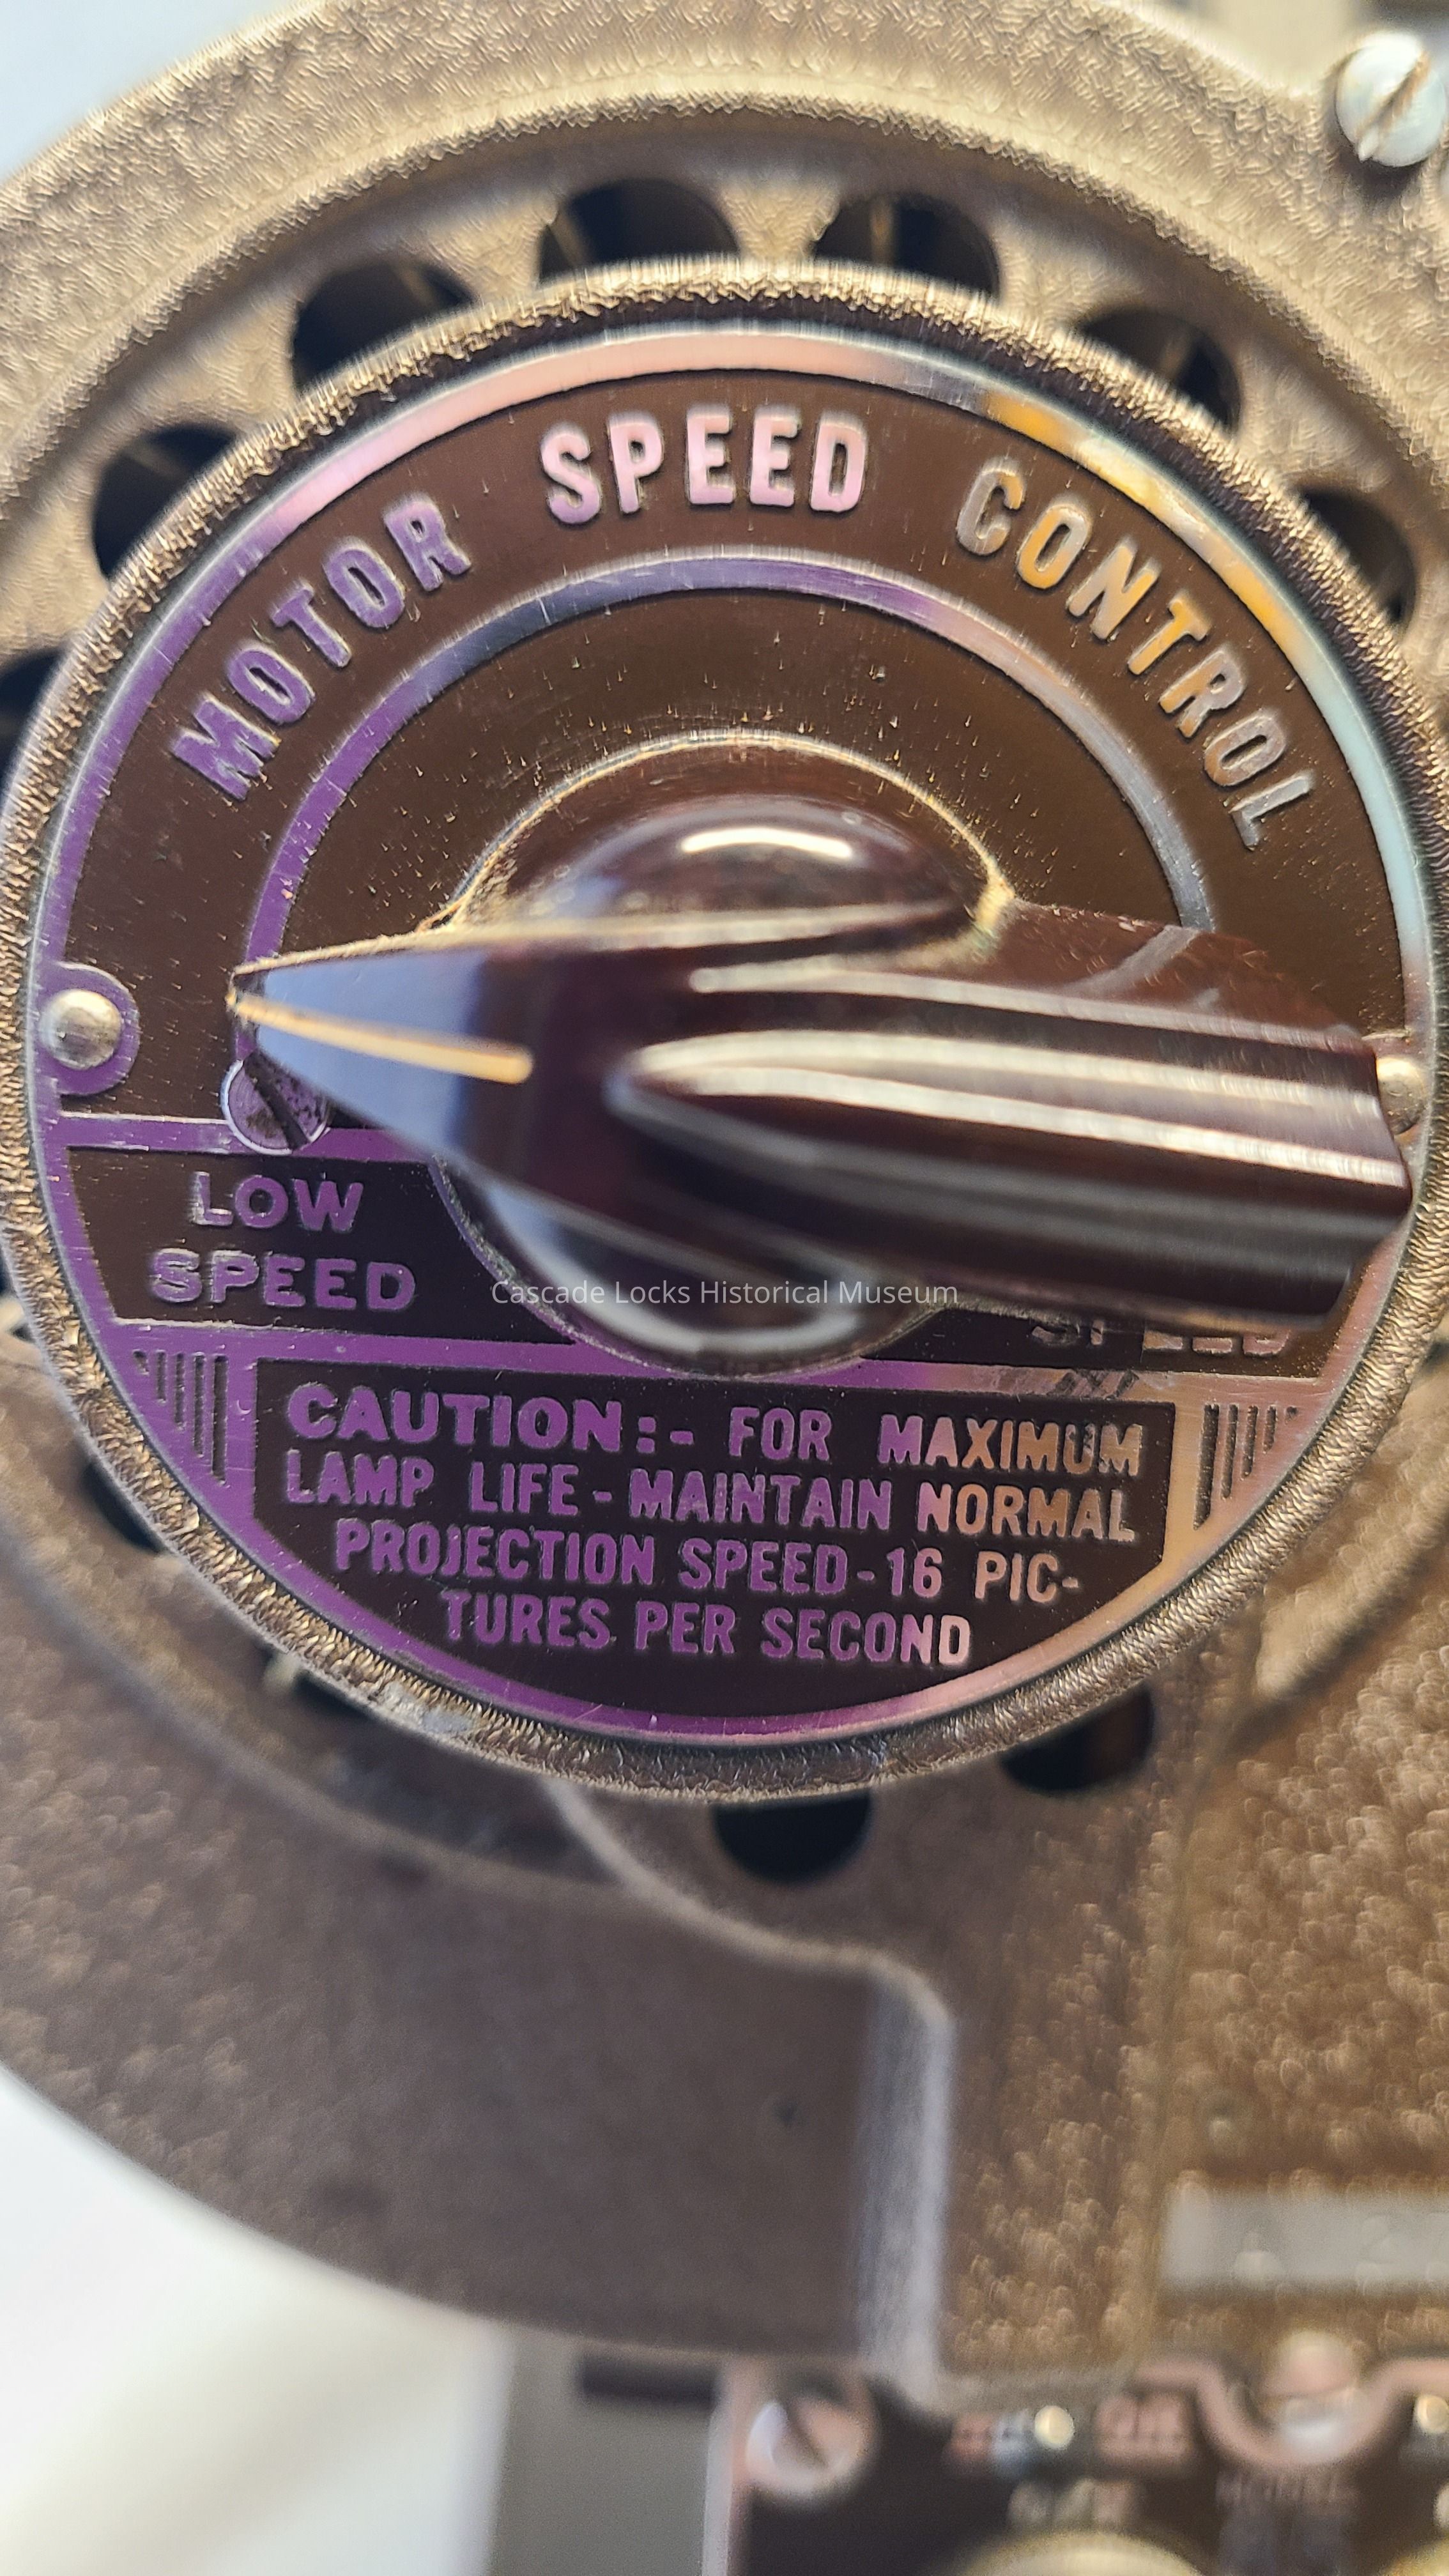 MOTOR SPEED CONTROL
LOW
SPEED
SPEED
CAUTION:- FOR MAXIMUM
LAMP LIFE - MAINTAIN NORMAL
PROJECTION SPEED-16 PIC-
TURES PER SECOND
Cascade Locks Historical Museum